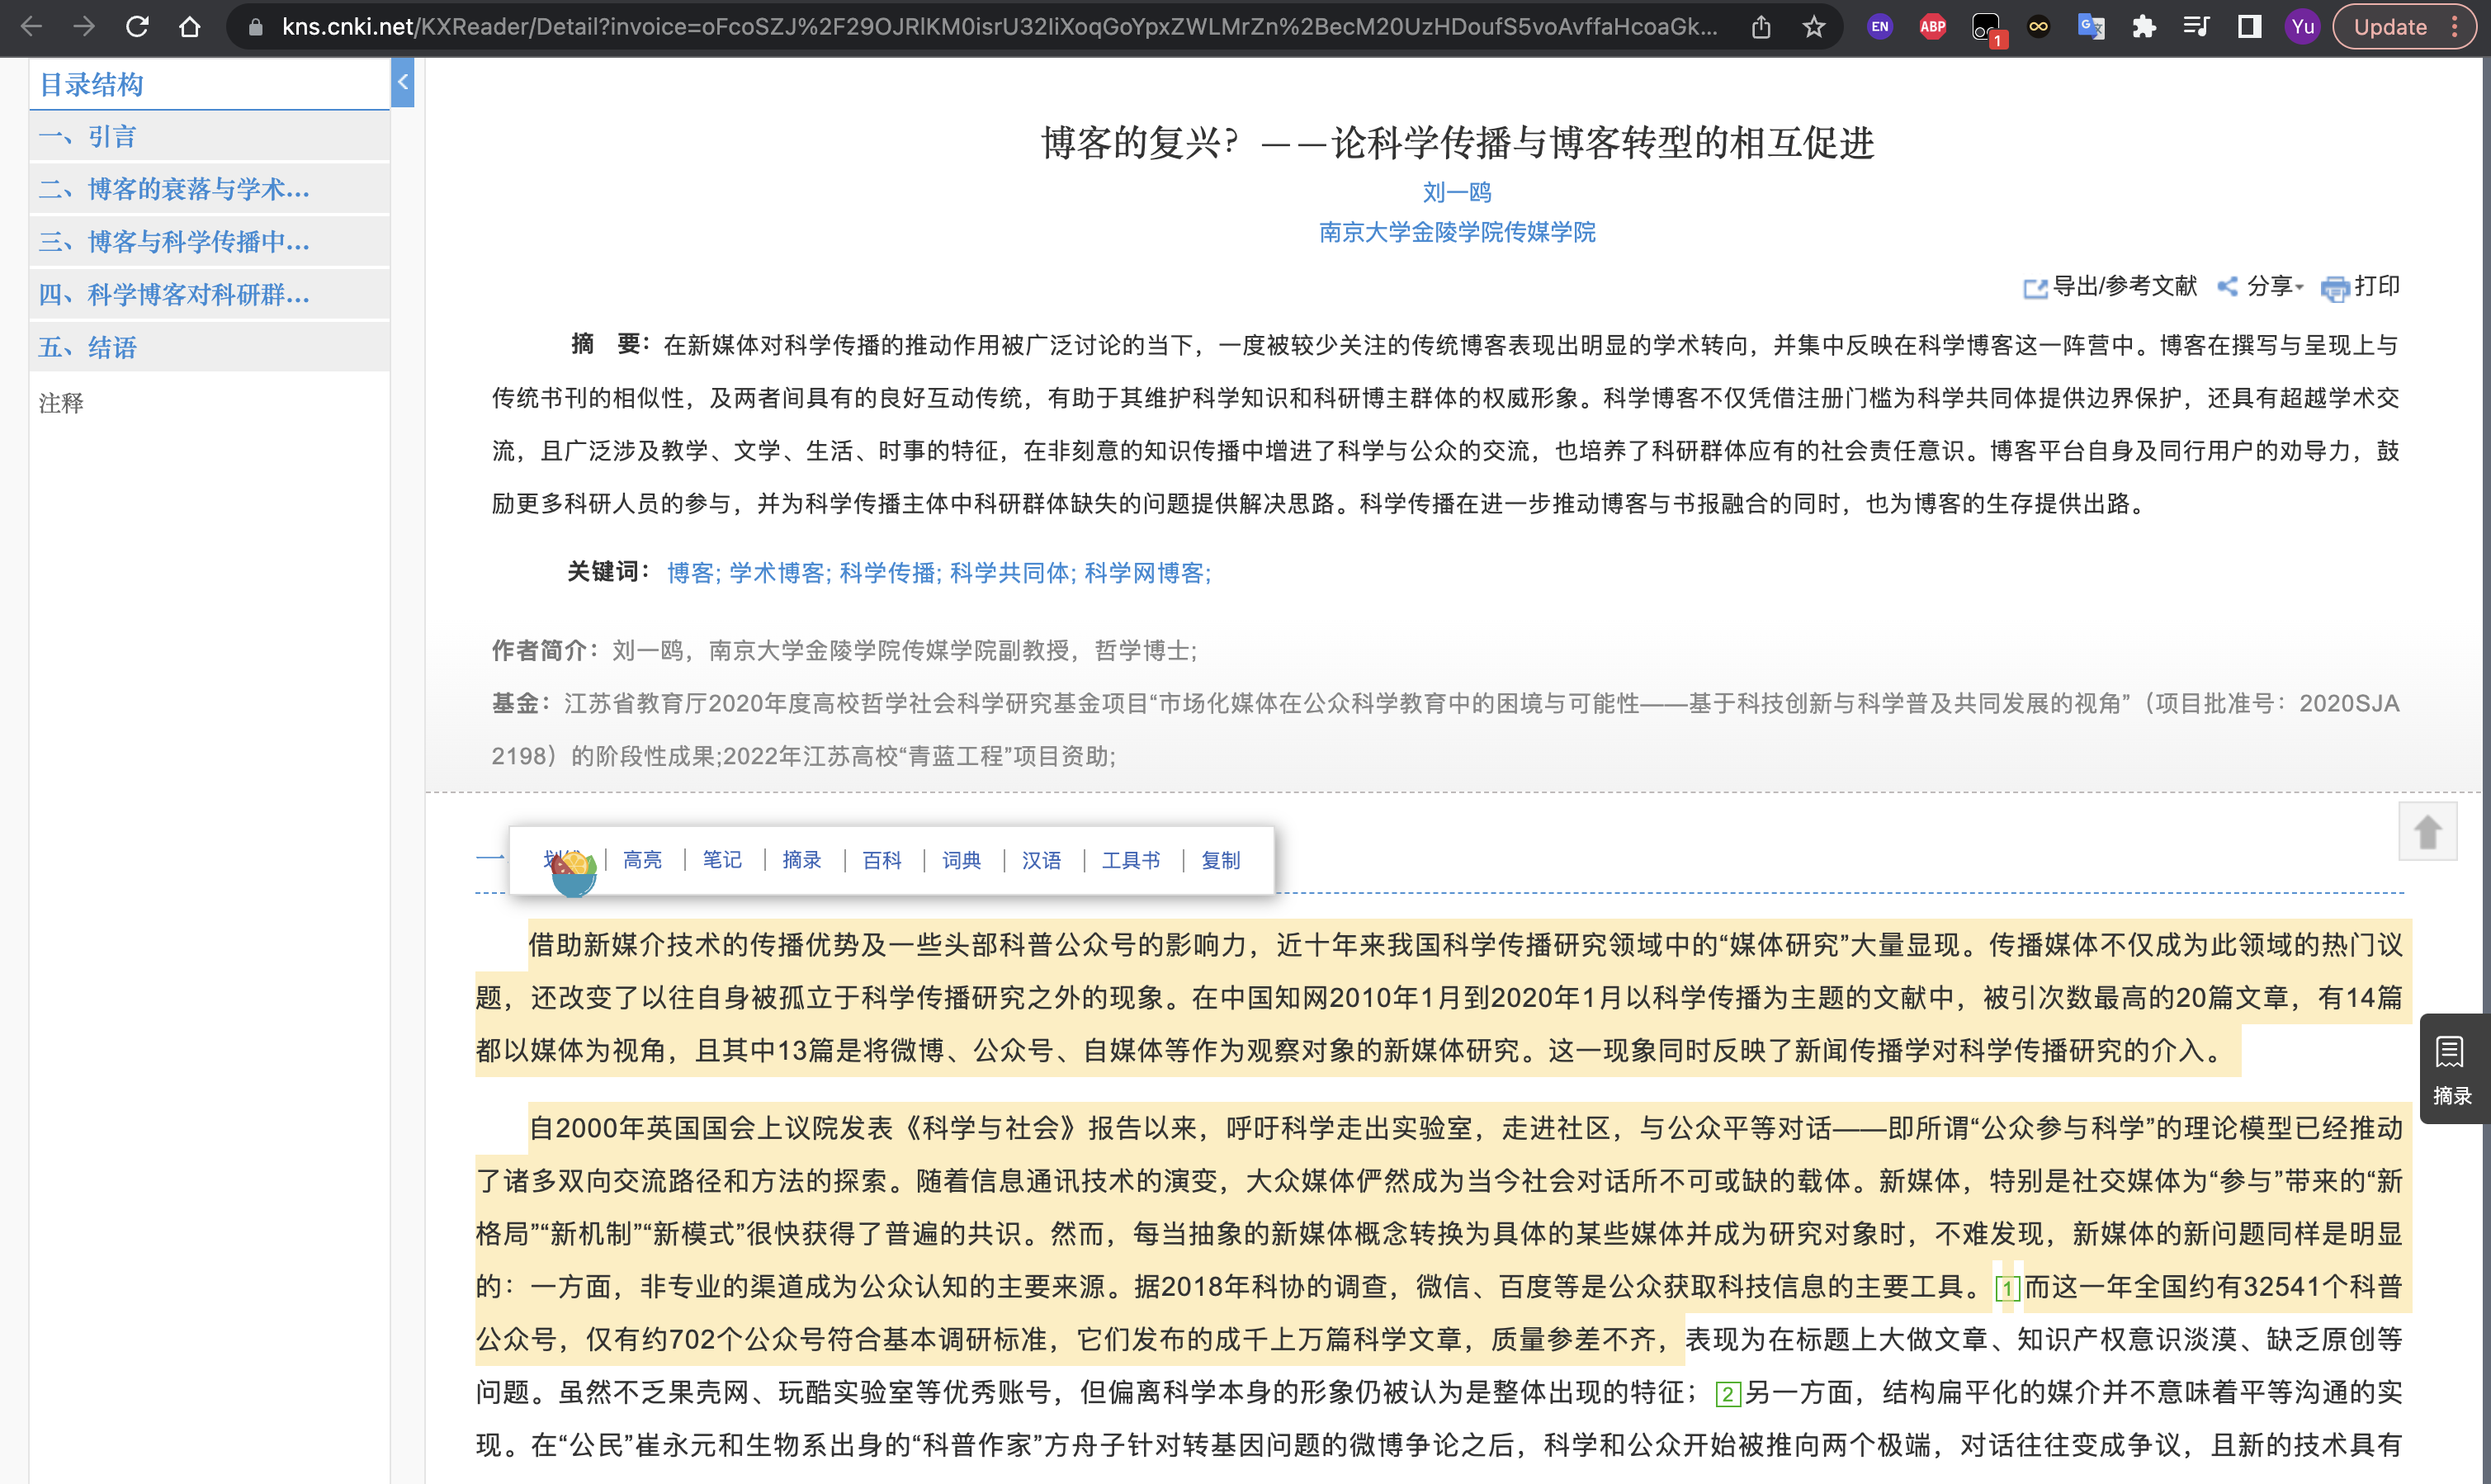 kns.cnki.net/KXReader/Detail?invoice=oFcoSZJ%2F29OJRlKM0isrU32liXoqGoYpxZWLMrZn%2BecM20UzHDoufS5voAvffaHcoaGk...
EN
ABP
1
Yu
Update
目录结构
一、引言
二、博客的衰落与学术...
三、博客与科学传播中...
四、科学博客对科研群...
五、结语
注释
博客的复兴？——论科学传播与博客转型的相互促进
刘一鸥
南京大学金陵学院传媒学院
导出/参考文献 分享 打印
摘 要：在新媒体对科学传播的推动作用被广泛讨论的当下，一度被较少关注的传统博客表现出明显的学术转向，并集中反映在科学博客这一阵营中。博客在撰写与呈现上与
传统书刊的相似性，及两者间具有的良好互动传统，有助于其维护科学知识和科研博主群体的权威形象。科学博客不仅凭借注册门槛为科学共同体提供边界保护，还具有超越学术交
流，且广泛涉及教学、文学、生活、时事的特征，在非刻意的知识传播中增进了科学与公众的交流，也培养了科研群体应有的社会责任意识。博客平台自身及同行用户的劝导力，鼓
励更多科研人员的参与，并为科学传播主体中科研群体缺失的问题提供解决思路。科学传播在进一步推动博客与书报融合的同时，也为博客的生存提供出路。
关键词：博客; 学术博客; 科学传播; 科学共同体; 科学网博客;
作者简介：刘一鸥，南京大学金陵学院传媒学院副教授，哲学博士;
基金：江苏省教育厅2020年度高校哲学社会科学研究基金项目“市场化媒体在公众科学教育中的困境与可能性——基于科技创新与科学普及共同发展的视角”（项目批准号：2020SJA
2198）的阶段性成果;2022年江苏高校“青蓝工程”项目资助;
一
高亮 | 笔记 | 摘录 | 百科 | 词典 | 汉语 | 工具书 | 复制
借助新媒介技术的传播优势及一些头部科普公众号的影响力，近十年来我国科学传播研究领域中的“媒体研究”大量显现。传播媒体不仅成为此领域的热门议
题，还改变了以往自身被孤立于科学传播研究之外的现象。在中国知网2010年1月到2020年1月以科学传播为主题的文献中，被引次数最高的20篇文章，有14篇
都以媒体为视角，且其中13篇是将微博、公众号、自媒体等作为观察对象的新媒体研究。这一现象同时反映了新闻传播学对科学传播研究的介入。
摘录
自2000年英国国会上议院发表《科学与社会》报告以来，呼吁科学走出实验室，走进社区，与公众平等对话——即所谓“公众参与科学”的理论模型已经推动
了诸多双向交流路径和方法的探索。随着信息通讯技术的演变，大众媒体俨然成为当今社会对话所不可或缺的载体。新媒体，特别是社交媒体为“参与”带来的“新
格局”“新机制”“新模式”很快获得了普遍的共识。然而，每当抽象的新媒体概念转换为具体的某些媒体并成为研究对象时，不难发现，新媒体的新问题同样是明显
的：一方面，非专业的渠道成为公众认知的主要来源。据2018年科协的调查，微信、百度等是公众获取科技信息的主要工具。1而这一年全国约有32541个科普
公众号，仅有约702个公众号符合基本调研标准，它们发布的成千上万篇科学文章，质量参差不齐，表现为在标题上大做文章、知识产权意识淡漠、缺乏原创等
问题。虽然不乏果壳网、玩酷实验室等优秀账号，但偏离科学本身的形象仍被认为是整体出现的特征；2另一方面，结构扁平化的媒介并不意味着平等沟通的实
现。在“公民”崔永元和生物系出身的“科普作家”方舟子针对转基因问题的微博争论之后，科学和公众开始被推向两个极端，对话往往变成争议，且新的技术具有